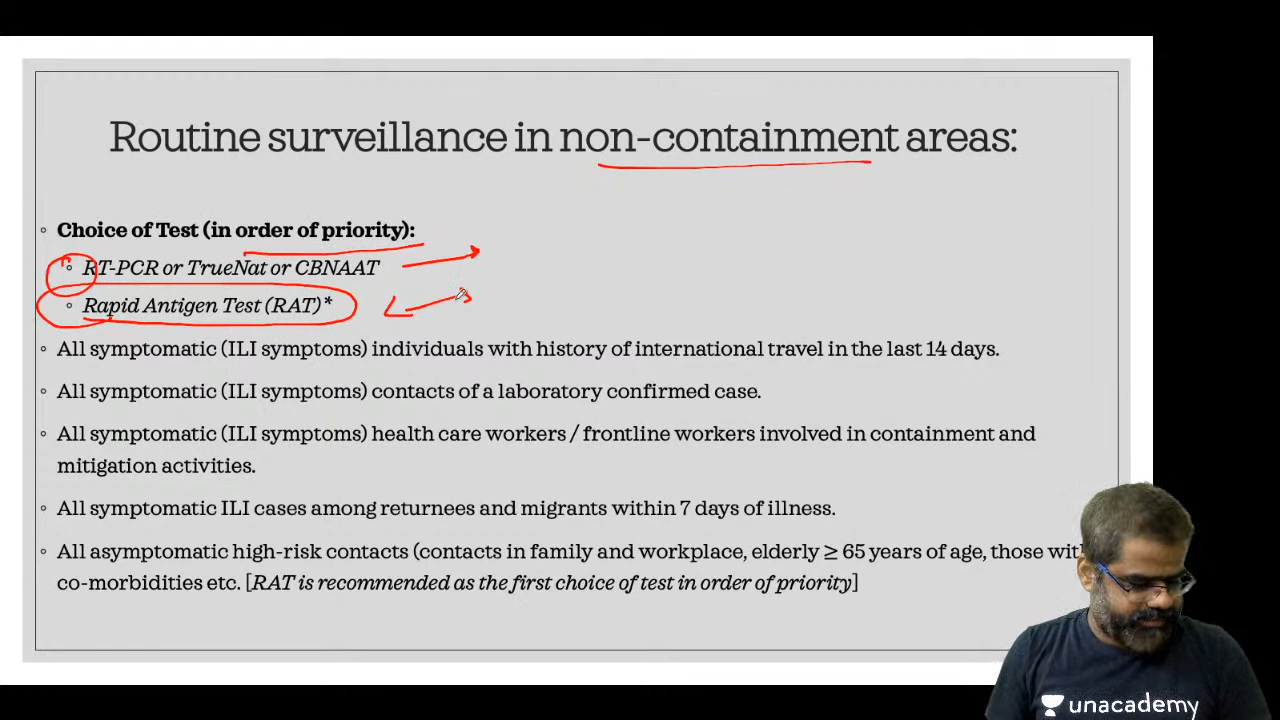 Routine surveillance in non-containment areas:
Choice of Test (in order of priority):
RT-PCR or TrueNat or CBNAAT
Rapid Antigen Test (RAT)*
All symptomatic (ILI symptoms) individuals with history of international travel in the last 14 days.
All symptomatic (ILI symptoms) contacts of a laboratory confirmed case.
All symptomatic (ILI symptoms) health care workers / frontline workers involved in containment and
mitigation activities.
All symptomatic ILI cases among returnees and migrants within 7 days of illness.
All asymptomatic high-risk contacts (contacts in family and workplace, elderly ≥ 65 years of age, those with
co-morbidities etc. [RAT is recommended as the first choice of test in order of priority]
unacademy